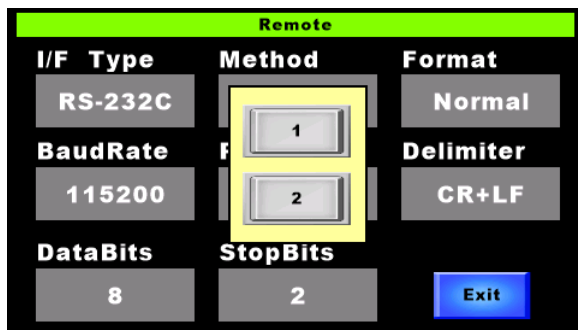 Remote
I/F Type Method Format
RS-232C Normal
1
BaudRate Delimiter
115200 2 CR+LF
DataBits StopBits
8 2 Exit